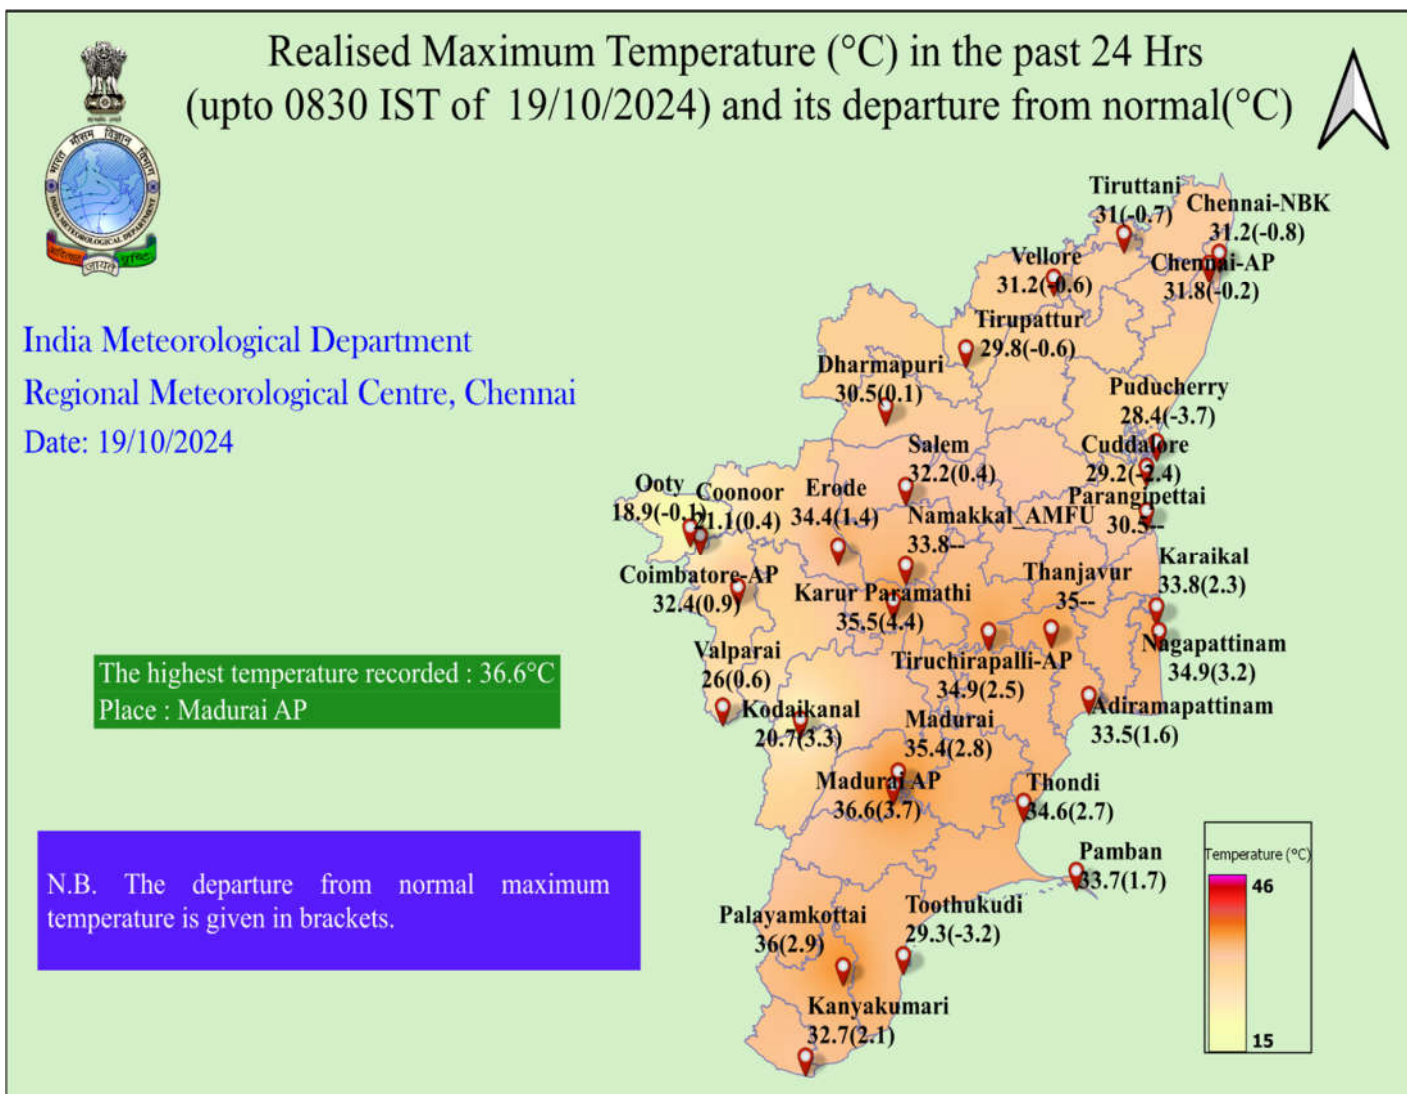 Realised Maximum Temperature (°C) in the past 24 Hrs
(upto 0830 IST of 19/10/2024) and its departure from normal(°C)
भारत मौसम विज्ञान विभाग
INDIA METEOROLOGICAL DEPARTMENT
India Meteorological Department
Regional Meteorological Centre, Chennai
Date: 19/10/2024
Tiruttani
31(-0.7)
Chennai-NBK
31.2(-0.8)
Vellore
31.2(-0.6)
Chennai-AP
31.8(-0.2)
Tirupattur
29.8(-0.6)
Dharmapuri
30.5(0.1)
Puducherry
28.4(-3.7)
Salem
32.2(0.4)
Cuddalore
29.2(-2.4)
Ooty
18.9(-0.1)
Coonoor
21.1(0.4)
Erode
34.4(1.4)
Namakkal_AMFU
33.8--
Parangipettai
30.5--
Karaikal
33.8(2.3)
Coimbatore-AP
32.4(0.9)
Karur Paramathi
35.5(4.4)
Thanjavur
35--
Nagapattinam
34.9(3.2)
Valparai
26(0.6)
Tiruchirapalli-AP
34.9(2.5)
The highest temperature recorded : 36.6°C
Place : Madurai AP
Kodaikanal
20.7(3.3)
Madurai
35.4(2.8)
Adiramapattinam
33.5(1.6)
Madurai AP
36.6(3.7)
Thondi
34.6(2.7)
Pamban
33.7(1.7)
N.B. The departure from normal maximum
temperature is given in brackets.
Palayamkottai
36(2.9)
Toothukudi
29.3(-3.2)
Kanyakumari
32.7(2.1)
Temperature (°C)
46
15